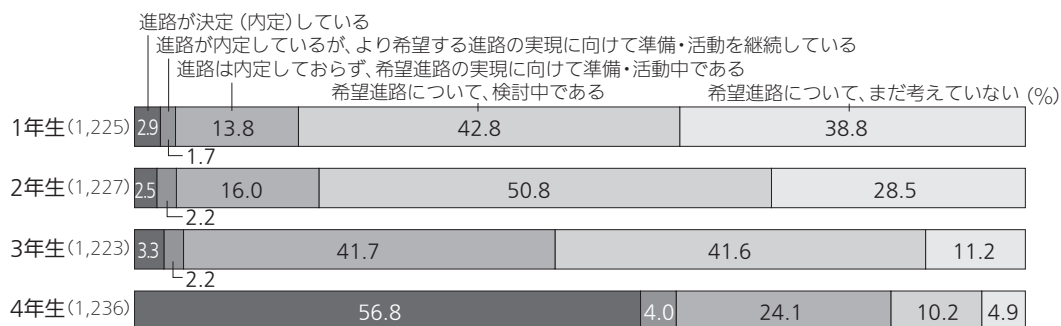 進路が決定（内定）している
進路が内定しているが、より希望する進路の実現に向けて準備・活動を継続している
進路は内定しておらず、希望進路の実現に向けて準備・活動中である
希望進路について、検討中である 希望進路について、まだ考えていない (%)
1年生(1,225) 2.9 13.8 42.8 38.8
1.7
2年生(1,227) 2.5 16.0 50.8 28.5
2.2
3年生(1,223) 3.3 41.7 41.6 11.2
2.2
4年生(1,236) 56.8 4.0 24.1 10.2 4.9